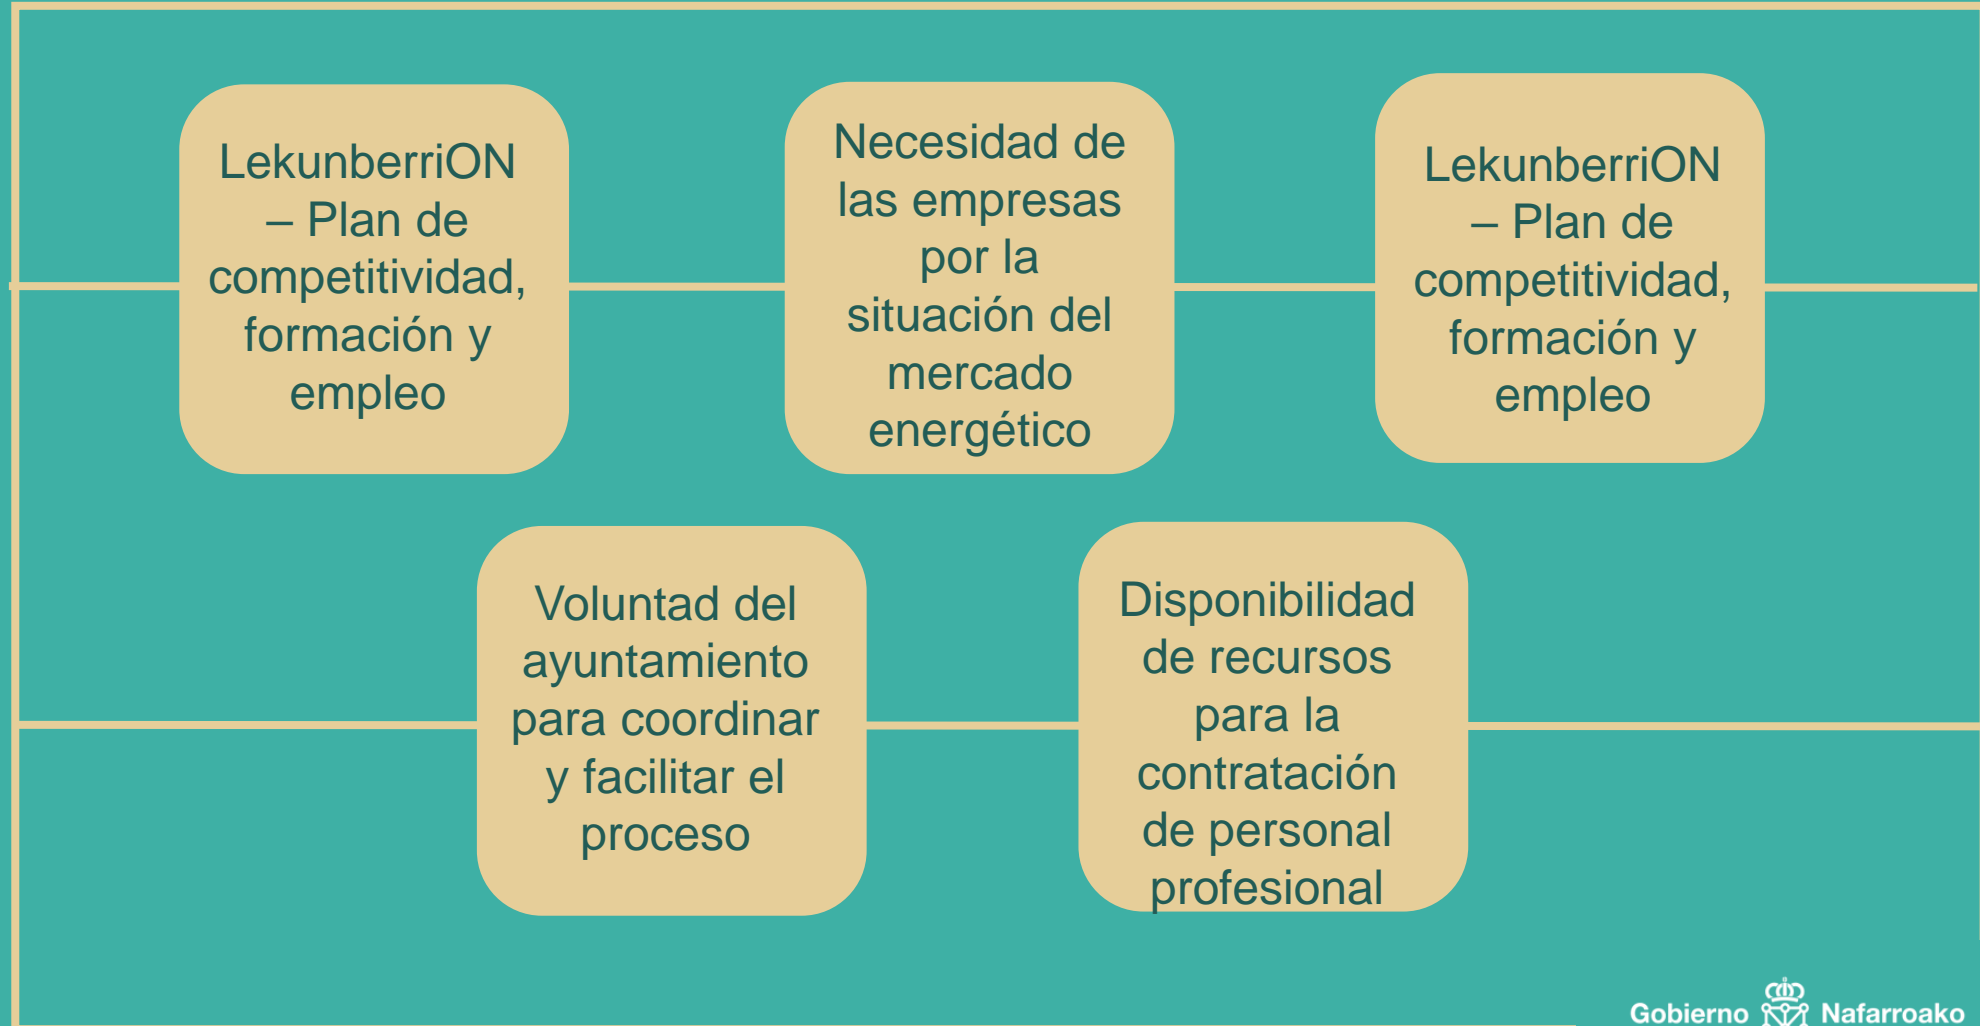 LekunberriON
– Plan de
competitividad,
formación y
empleo
Necesidad de
las empresas
por la
situación del
mercado
energético
LekunberriON
– Plan de
competitividad,
formación y
empleo
Voluntad del
ayuntamiento
para coordinar
y facilitar el
proceso
Disponibilidad
de recursos
para la
contratación
de personal
profesional
Gobierno Nafarroako